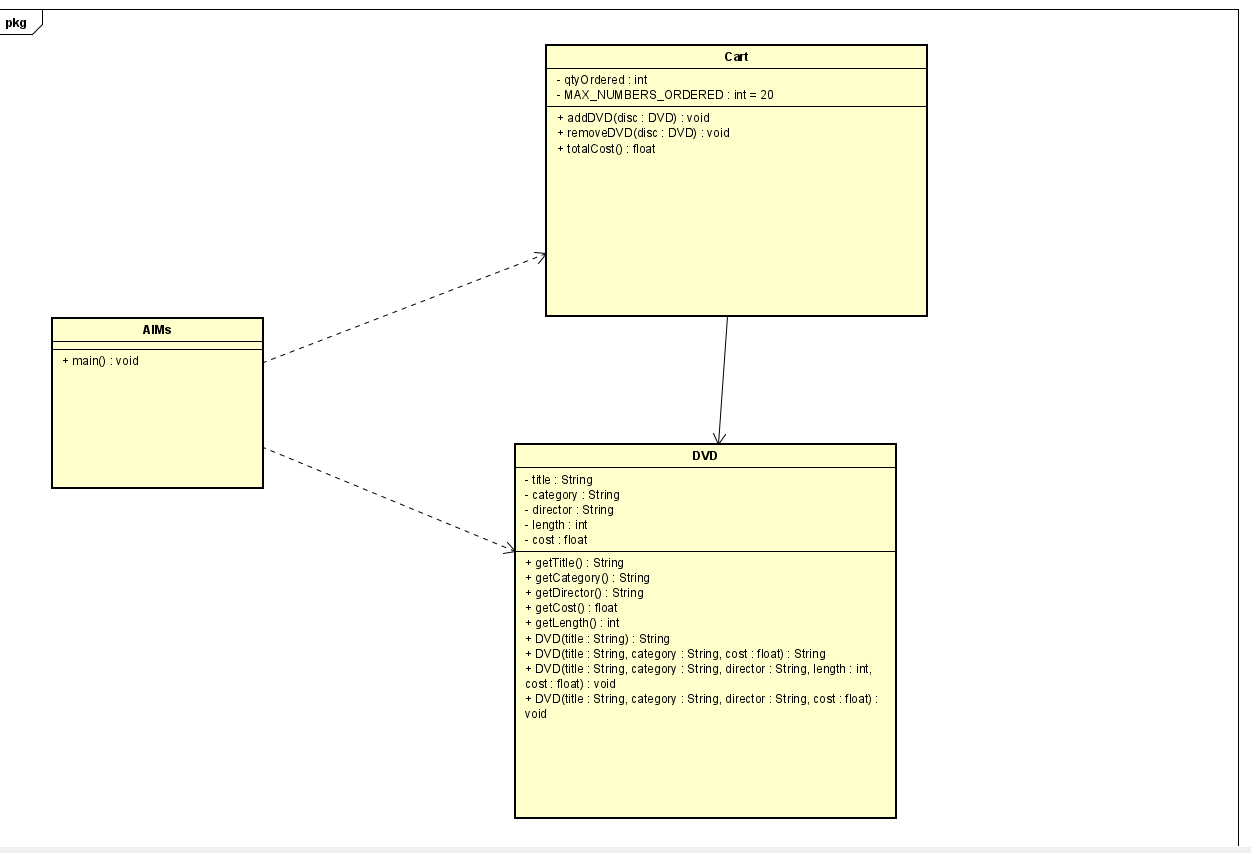 pkg
Cart
- qtyOrdered : int
- MAX_NUMBERS_ORDERED : int = 20
+ addDVD(disc : DVD) : void
+ removeDVD(disc : DVD) : void
+ totalCost() : float
AIMs
+ main() : void
DVD
- title : String
- category : String
- director : String
- length : int
- cost : float
+ getTitle() : String
+ getCategory() : String
+ getDirector() : String
+ getCost() : float
+ getLength() : int
+ DVD(title : String) : String
+ DVD(title : String, category : String, cost : float) : String
+ DVD(title : String, category : String, director : String, length : int,
cost : float) : void
+ DVD(title : String, category : String, director : String, cost : float) :
void